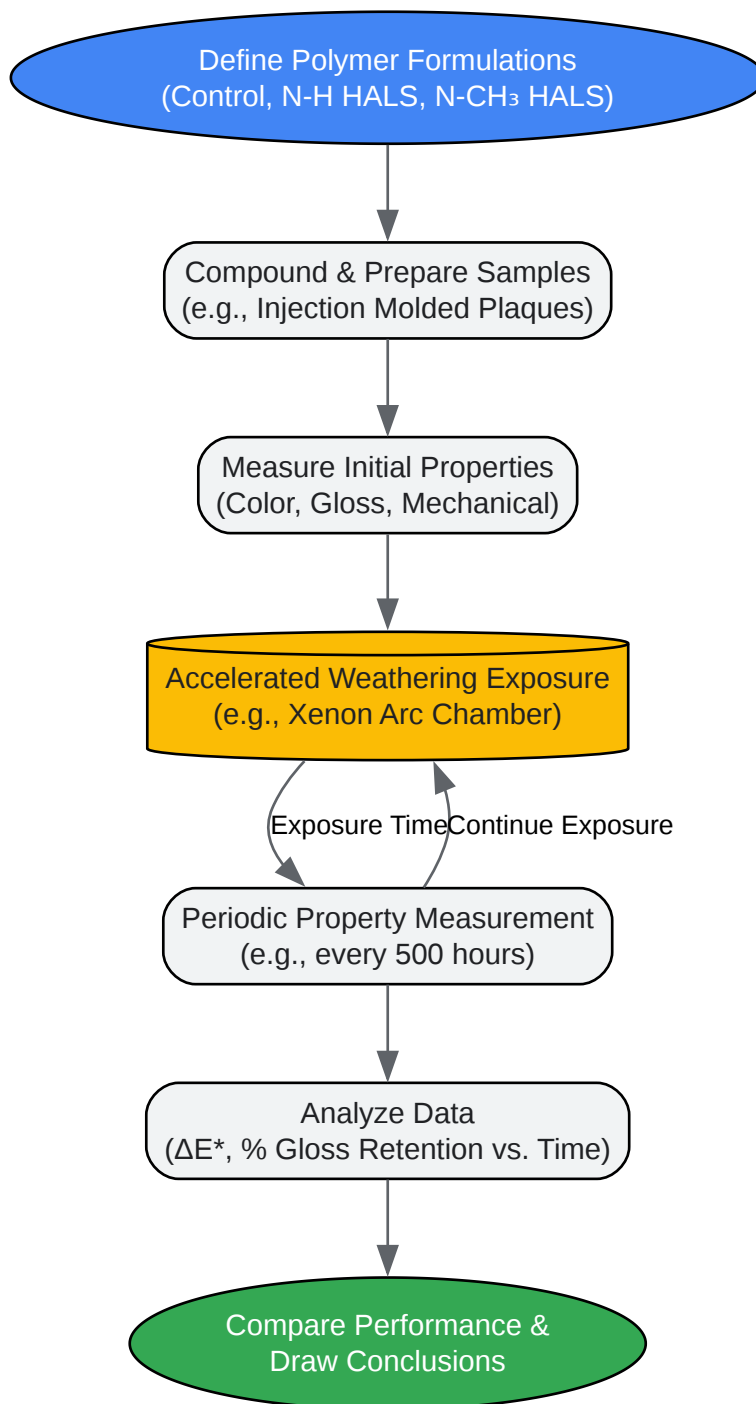 Define Polymer Formulations
(Control, N-H HALS, N-CH₃ HALS)
Compound & Prepare Samples
(e.g., Injection Molded Plaques)
Measure Initial Properties
(Color, Gloss, Mechanical)
Accelerated Weathering Exposure
(e.g., Xenon Arc Chamber)
Exposure Time
Continue Exposure
Periodic Property Measurement
(e.g., every 500 hours)
Analyze Data
(ΔE*, % Gloss Retention vs. Time)
Compare Performance &
Draw Conclusions